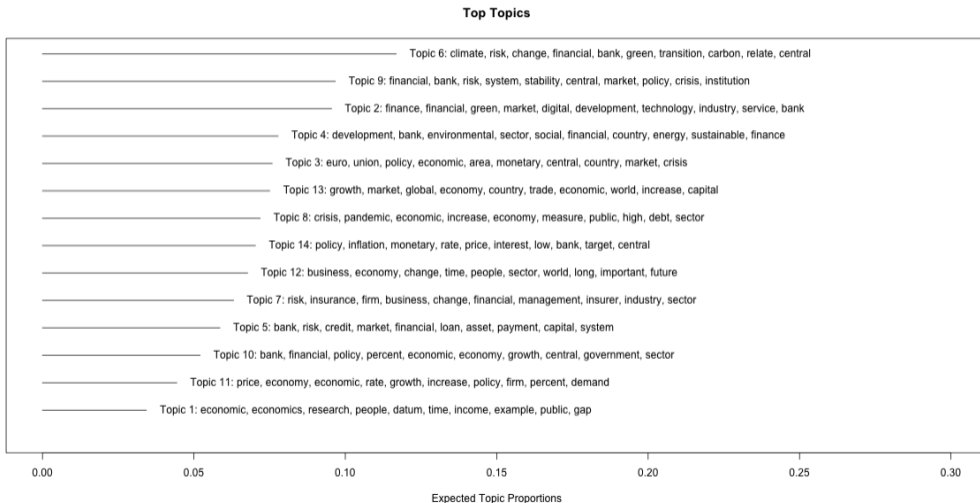 Top Topics
Topic 6: climate, risk, change, financial, bank, green, transition, carbon, relate, central
Topic 9: financial, bank, risk, system, stability, central, market, policy, crisis, institution
Topic 2: finance, financial, green, market, digital, development, technology, industry, service, bank
Topic 4: development, bank, environmental, sector, social, financial, country, energy, sustainable, finance
Topic 3: euro, union, policy, economic, area, monetary, central, country, market, crisis
Topic 13: growth, market, global, economy, country, trade, economic, world, increase, capital
Topic 8: crisis, pandemic, economic, increase, economy, measure, public, high, debt, sector
Topic 14: policy, inflation, monetary, rate, price, interest, low, bank, target, central
Topic 12: business, economy, change, time, people, sector, world, long, important, future
Topic 7: risk, insurance, firm, business, change, financial, management, insurer, industry, sector
Topic 5: bank, risk, credit, market, financial, loan, asset, payment, capital, system
Topic 10: bank, financial, policy, percent, economic, economy, growth, central, government, sector
Topic 11: price, economy, economic, rate, growth, increase, policy, firm, percent, demand
Topic 1: economic, economics, research, people, datum, time, income, example, public, gap
0.00 0.05 0.10 0.15 0.20 0.25 0.30
Expected Topic Proportions